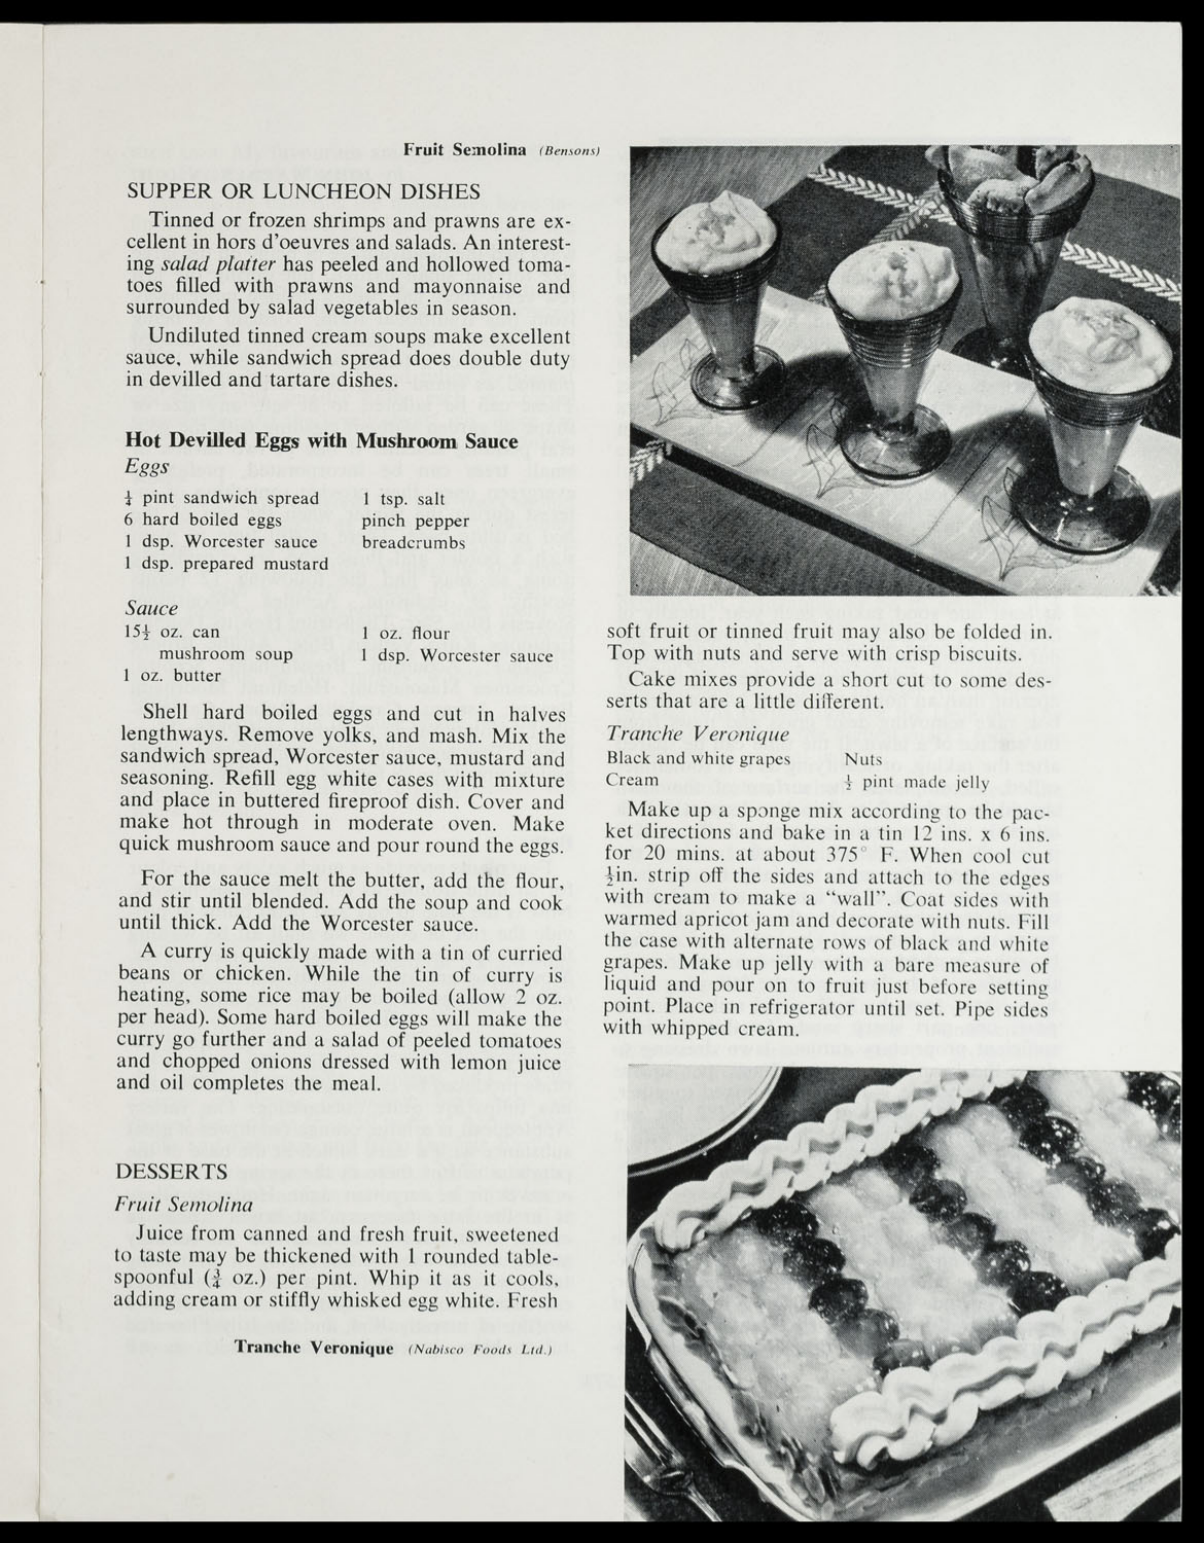 Fruit Semolina (Bensons)
SUPPER OR LUNCHEON DISHES
Tinned or frozen shrimps and prawns are ex-
cellent in hors d'oeuvres and salads. An interest-
ing salad platter has peeled and hollowed toma-
toes filled with prawns and mayonnaise and
surrounded by salad vegetables in season.
Undiluted tinned cream soups make excellent
sauce, while sandwich spread does double duty
in devilled and tartare dishes.
Hot Devilled Eggs with Mushroom Sauce
Eggs
¼ pint sandwich spread
6 hard boiled eggs
1 dsp. Worcester sauce
1 dsp. prepared mustard
1 tsp. salt
pinch pepper
breadcrumbs
Sauce
15½ oz. can
mushroom soup
1 oz. butter
1 oz. flour
1 dsp. Worcester sauce
Shell hard boiled eggs and cut in halves
lengthways. Remove yolks, and mash. Mix the
sandwich spread, Worcester sauce, mustard and
seasoning. Refill egg white cases with mixture
and place in buttered fireproof dish. Cover and
make hot through in moderate oven. Make
quick mushroom sauce and pour round the eggs.
For the sauce melt the butter, add the flour,
and stir until blended. Add the soup and cook
until thick. Add the Worcester sauce.
A curry is quickly made with a tin of curried
beans or chicken. While the tin of curry is
heating, some rice may be boiled (allow 2 oz.
per head). Some hard boiled eggs will make the
curry go further and a salad of peeled tomatoes
and chopped onions dressed with lemon juice
and oil completes the meal.
DESSERTS
Fruit Semolina
Juice from canned and fresh fruit, sweetened
to taste may be thickened with 1 rounded table-
spoonful (¾ oz.) per pint. Whip it as it cools,
adding cream or stiffly whisked egg white. Fresh
Tranche Veronique (Nabisco Foods Ltd.)
soft fruit or tinned fruit may also be folded in.
Top with nuts and serve with crisp biscuits.
Cake mixes provide a short cut to some des-
serts that are a little different.
Tranche Veronique
Black and white grapes
Cream
Nuts
½ pint made jelly
Make up a sponge mix according to the pac-
ket directions and bake in a tin 12 ins. x 6 ins.
for 20 mins. at about 375° F. When cool cut
½in. strip off the sides and attach to the edges
with cream to make a “wall”. Coat sides with
warmed apricot jam and decorate with nuts. Fill
the case with alternate rows of black and white
grapes. Make up jelly with a bare measure of
liquid and pour on to fruit just before setting
point. Place in refrigerator until set. Pipe sides
with whipped cream.